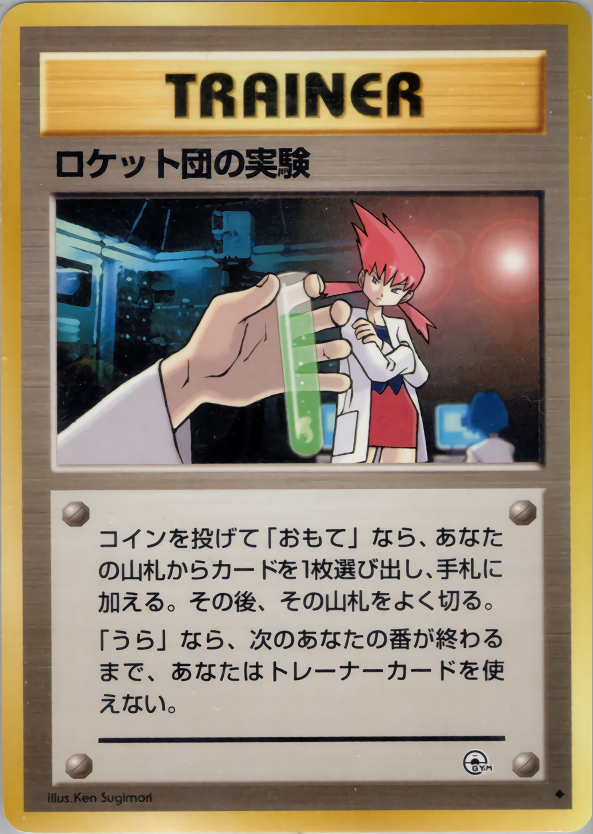 TRAINER
ロケット団の実験
コインを投げて「おもて」なら、あなた
の山札からカードを1枚選び出し、手札に
加える。その後、その山札をよく切る。
「うら」なら、次のあなたの番が終わる
まで、あなたはトレーナーカードを使
えない。
GYM
illus. Ken Sugimori